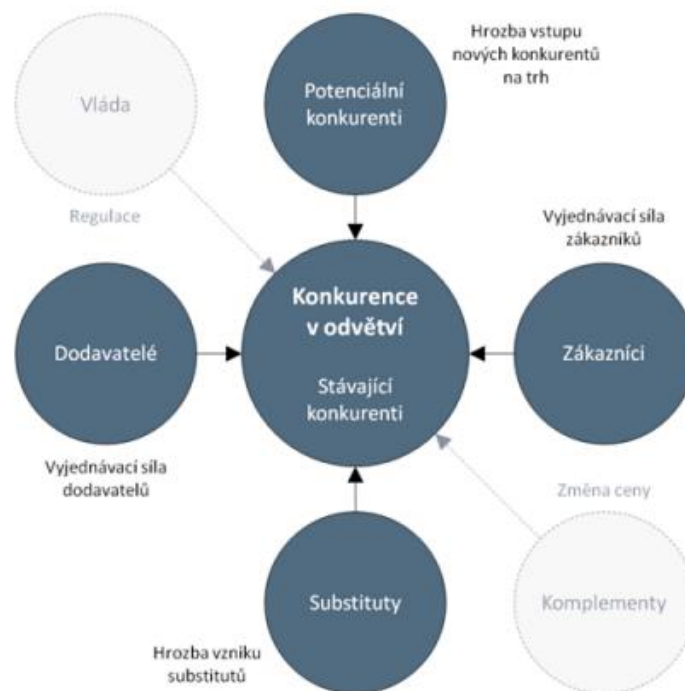 Hrozba vstupu
nových konkurentů
na trh
Vláda
Potenciální
konkurenti
Regulace
Vyjednávací síla
zákazníků
Konkurence
v odvětví
Stávající
konkurenti
Dodavatelé
Zákazníci
Vyjednávací síla
dodavatelů
Změna ceny
Substituty
Komplementy
Hrozba vzniku
substitutů